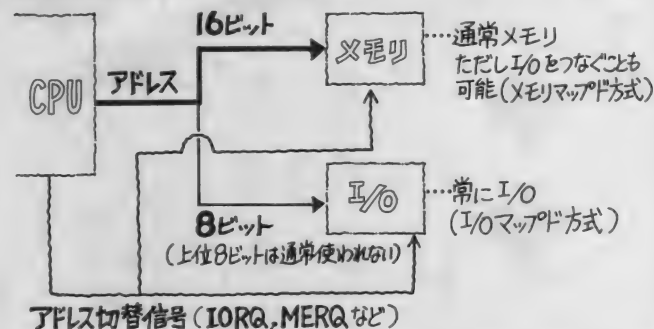 16ビット
メモリ
……通常メモリ
ただしI/Oをつなぐことも
可能(メモリマップド方式)
CPU
アドレス
I/O
……常にI/O
(I/Oマップド方式)
8ビット
(上位8ビットは通常使われない)
アドレス切替信号(IORQ,MERQなど)